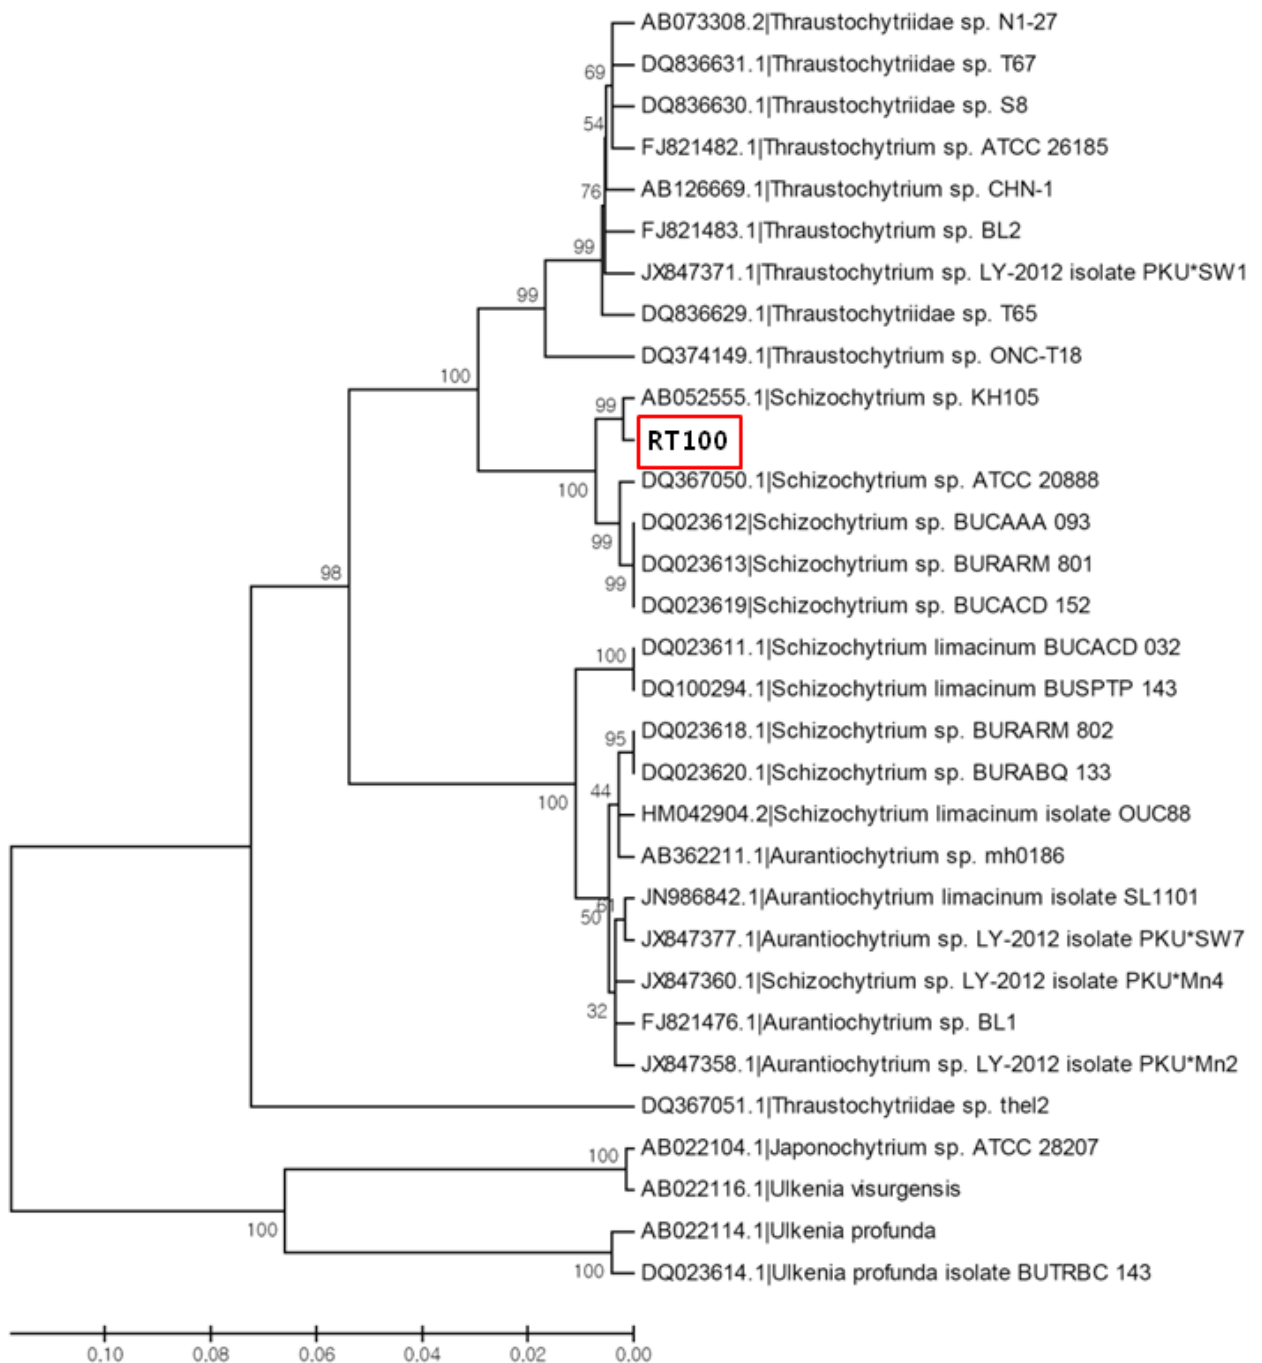 AB073308.2|Thraustochytriidae sp. N1-27
DQ836631.1|Thraustochytriidae sp. T67
69
DQ836630.1|Thraustochytriidae sp. S8
54
FJ821482.1|Thraustochytrium sp. ATCC 26185
76
AB126669.1|Thraustochytrium sp. CHN-1
FJ821483.1|Thraustochytrium sp. BL2
99
JX847371.1|Thraustochytrium sp. LY-2012 isolate PKU*SW1
99
DQ836629.1|Thraustochytriidae sp. T65
DQ374149.1|Thraustochytrium sp. ONC-T18
100
AB052555.1|Schizochytrium sp. KH105
99
RT100
DQ367050.1|Schizochytrium sp. ATCC 20888
100
DQ023612|Schizochytrium sp. BUCAAA 093
99
DQ023613|Schizochytrium sp. BURARM 801
98
99
DQ023619|Schizochytrium sp. BUCACD 152
DQ023611.1|Schizochytrium limacinum BUCACD 032
100
DQ100294.1|Schizochytrium limacinum BUSPTP 143
DQ023618.1|Schizochytrium sp. BURARM 802
95
DQ023620.1|Schizochytrium sp. BURABQ 133
44
100
HM042904.2|Schizochytrium limacinum isolate OUC88
AB362211.1|Aurantiochytrium sp. mh0186
JN986842.1|Aurantiochytrium limacinum isolate SL1101
61
50
JX847377.1|Aurantiochytrium sp. LY-2012 isolate PKU*SW7
JX847360.1|Schizochytrium sp. LY-2012 isolate PKU*Mn4
32
FJ821476.1|Aurantiochytrium sp. BL1
JX847358.1|Aurantiochytrium sp. LY-2012 isolate PKU*Mn2
DQ367051.1|Thraustochytriidae sp. thel2
AB022104.1|Japonochytrium sp. ATCC 28207
100
AB022116.1|Ulkenia visurgensis
100
AB022114.1|Ulkenia profunda
100
DQ023614.1|Ulkenia profunda isolate BUTRBC 143
0.10 0.08 0.06 0.04 0.02 0.00